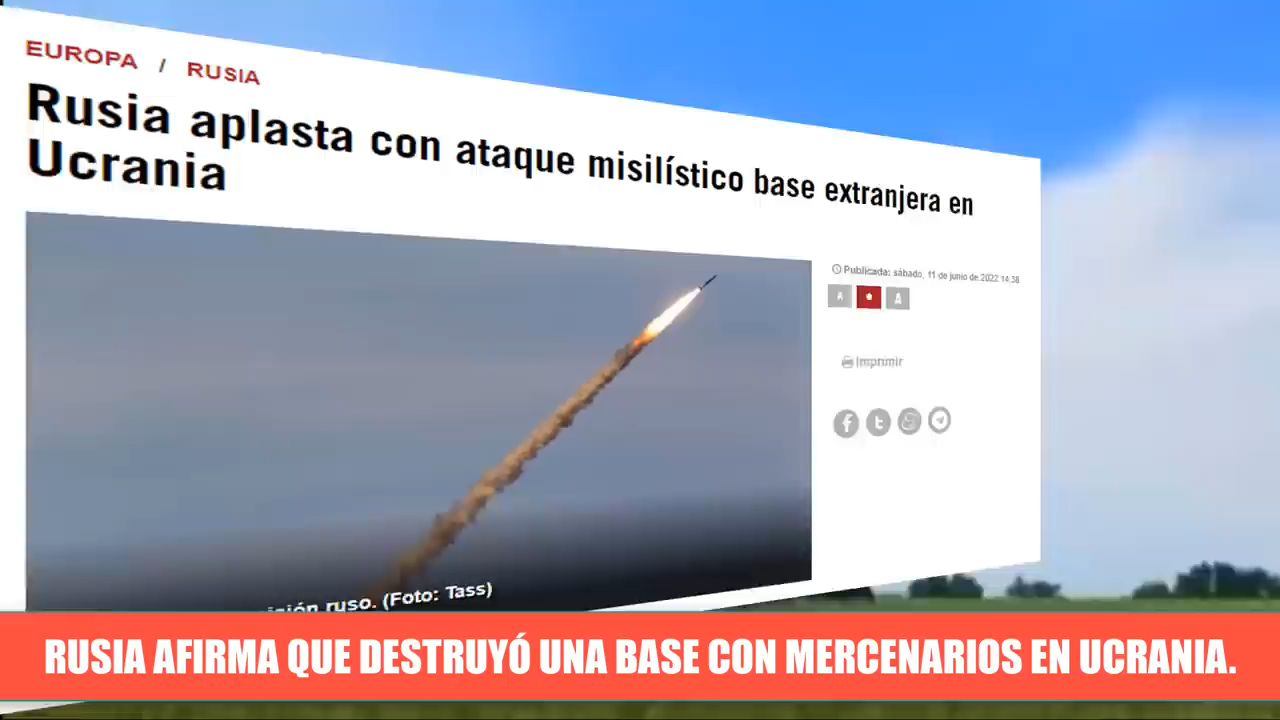 EUROPA / RUSIA
Rusia aplasta con ataque misilístico base extranjera en
Ucrania
Publicada: sábado, 11 de junio de 2022 14:38
A A
Imprimir
ruso. (Foto: Tass)
RUSIA AFIRMA QUE DESTRUYÓ UNA BASE CON MERCENARIOS EN UCRANIA.